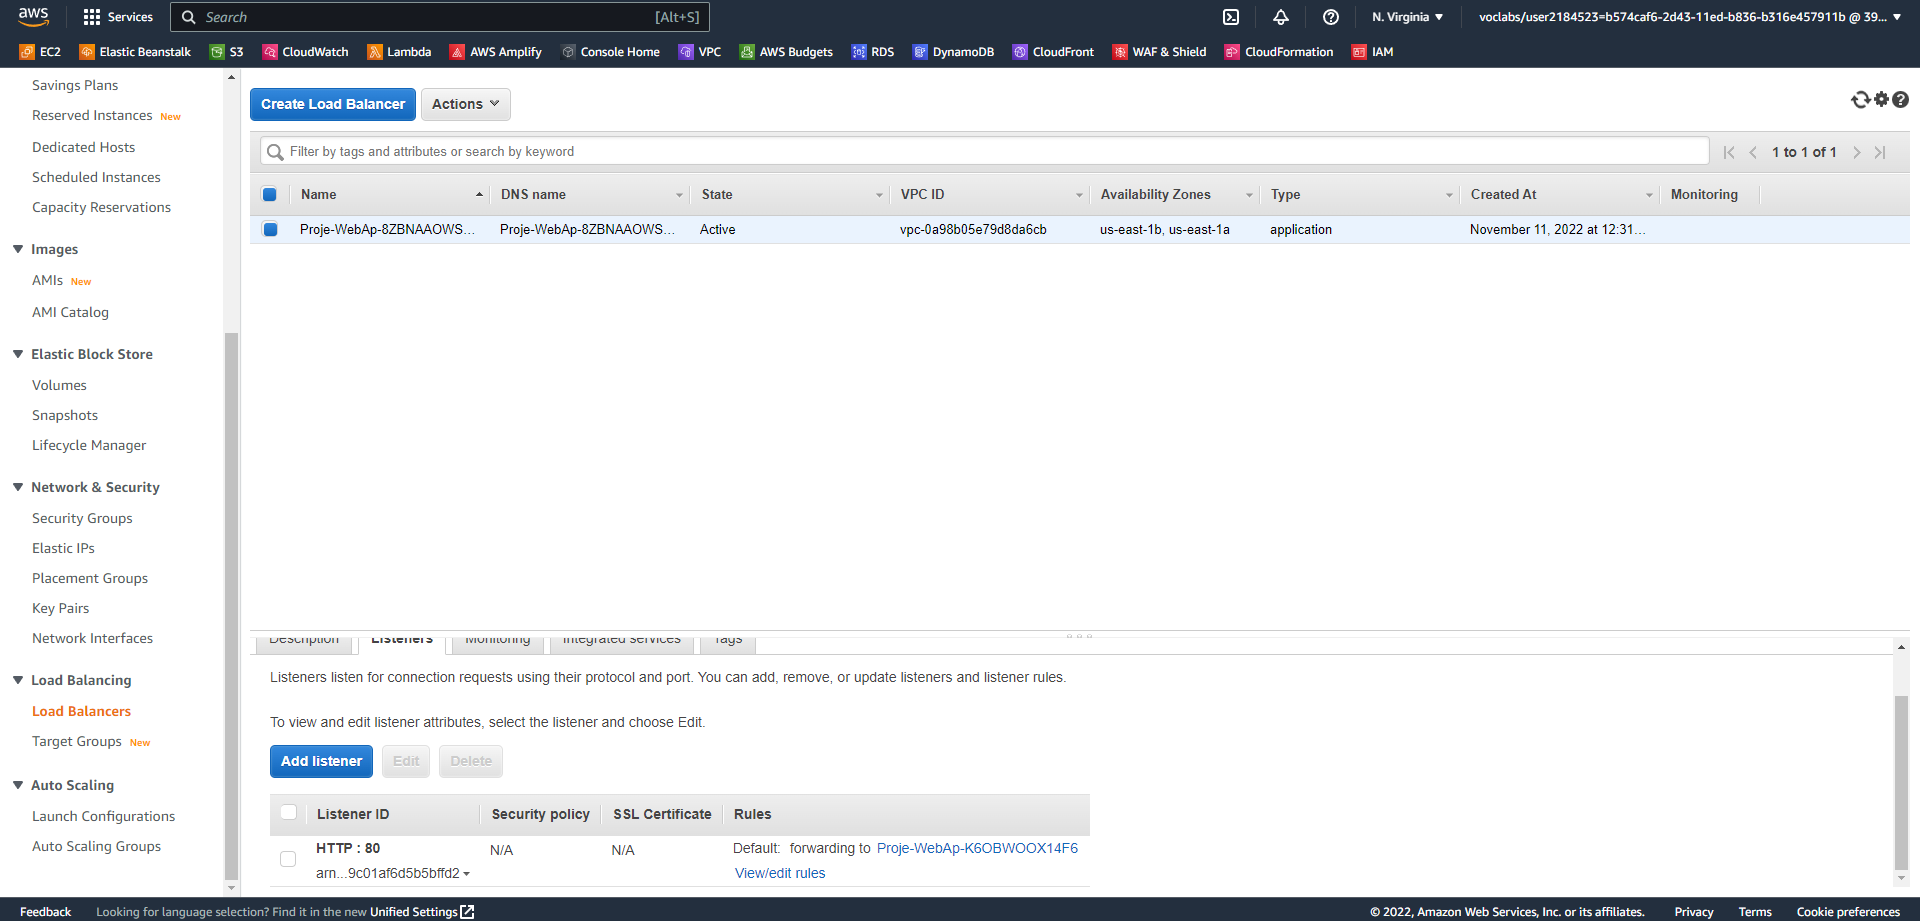 aws Services Search [Alt+S] N. Virginia voclabs/user2184523=b574caf6-2d43-11ed-b836-b316e457911b @ 39...
EC2 Elastic Beanstalk S3 CloudWatch Lambda AWS Amplify Console Home VPC AWS Budgets RDS DynamoDB CloudFront WAF & Shield CloudFormation IAM
Savings Plans
Reserved Instances New
Dedicated Hosts
Scheduled Instances
Capacity Reservations
Images
AMIs New
AMI Catalog
Elastic Block Store
Volumes
Snapshots
Lifecycle Manager
Network & Security
Security Groups
Elastic IPs
Placement Groups
Key Pairs
Network Interfaces
Load Balancing
Load Balancers
Target Groups New
Auto Scaling
Launch Configurations
Auto Scaling Groups
Create Load Balancer Actions
Filter by tags and attributes or search by keyword 1 to 1 of 1
Name DNS name State VPC ID Availability Zones Type Created At Monitoring
Proje-WebAp-8ZBNAAOWS... Proje-WebAp-8ZBNAAOWS... Active vpc-0a98b05e79d8da6cb us-east-1b, us-east-1a application November 11, 2022 at 12:31...
Description Listeners Monitoring Integrated services Tags
Listeners listen for connection requests using their protocol and port. You can add, remove, or update listeners and listener rules.
To view and edit listener attributes, select the listener and choose Edit.
Add listener Edit Delete
Listener ID Security policy SSL Certificate Rules
HTTP : 80 N/A N/A Default: forwarding to Proje-WebAp-K6OBWOOX14F6
arn...9c01af6d5b5bffd2 View/edit rules
Feedback Looking for language selection? Find it in the new Unified Settings © 2022, Amazon Web Services, Inc. or its affiliates. Privacy Terms Cookie preferences